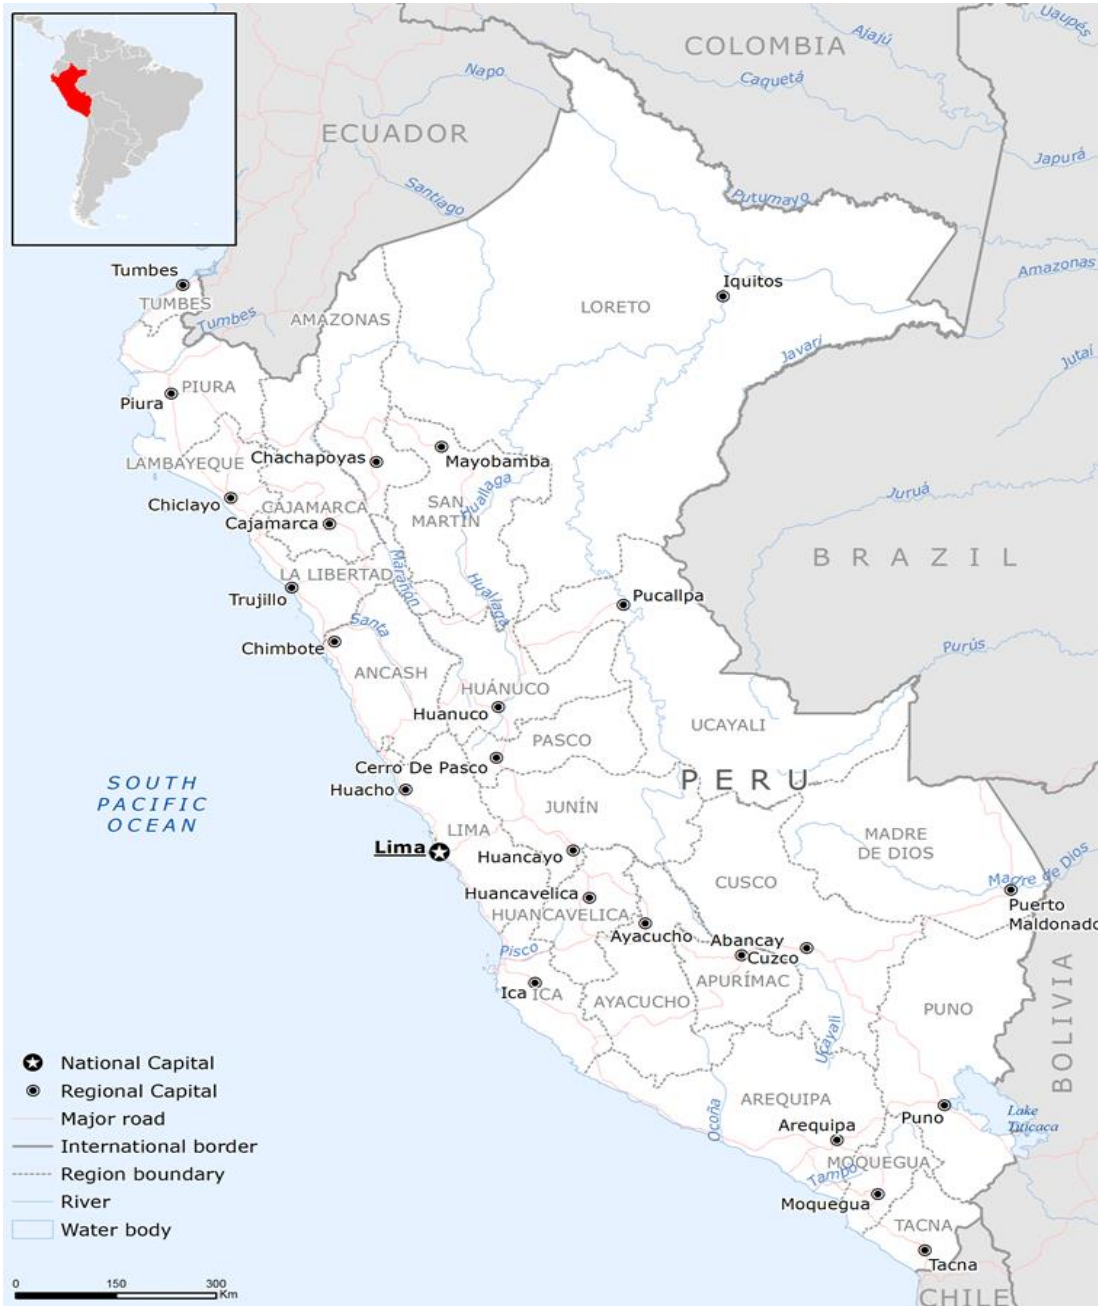 COLOMBIA
Uaupés
Ajajú
Napo
Caquetá
ECUADOR
Japurá
Santiago
Putumayo
Tumbes
Iquitos
Amazonas
TUMBES
LORETO
Tumbes
AMAZONAS
Javarí
Jutaí
PIURA
Piura
LAMBAYEQUE
Chachapoyas
Mayobamba
Chiclayo
CAJAMARCA
SAN
MARTÍN
Huallaga
Juruá
Cajamarca
BRAZIL
LA LIBERTAD
Marañón
Huallaga
Trujillo
Pucallpa
Santa
Chimbote
Purús
ANCASH
HUÁNUCO
Huanuco
UCAYALI
PASCO
Cerro De Pasco
PERU
SOUTH
PACIFIC
OCEAN
Huacho
JUNÍN
LIMA
Lima
MADRE
DE DIOS
Huancayo
Madre de Dios
CUSCO
Huancavelica
HUANCAVELICA
Puerto
Maldonado
Ayacucho
Abancay
Cuzco
Pisco
APURÍMAC
Ica
ICA
AYACUCHO
PUNO
BOLIVIA
Ucayali
National Capital
Regional Capital
Major road
International border
Region boundary
River
Water body
AREQUIPA
Ocoña
Arequipa
Puno
Lake
Titicaca
MOQUEGUA
Tambo
Moquegua
TACNA
Tacna
CHILE
0 150 300
Km